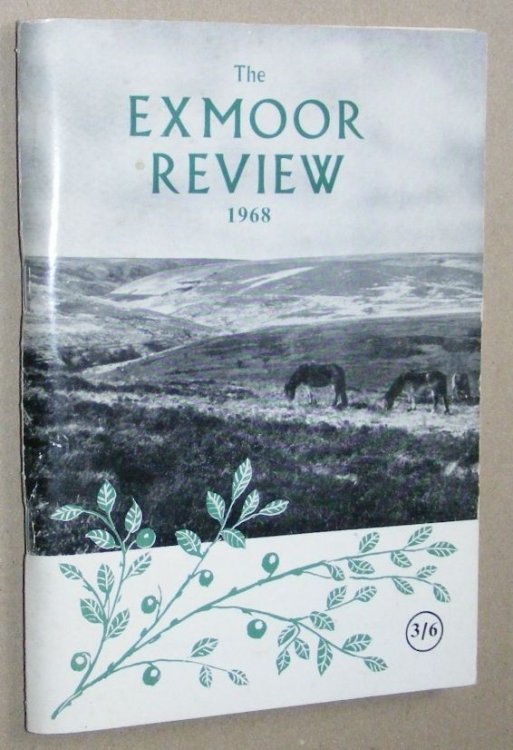 The
EXMOOR
REVIEW
1968
3/6